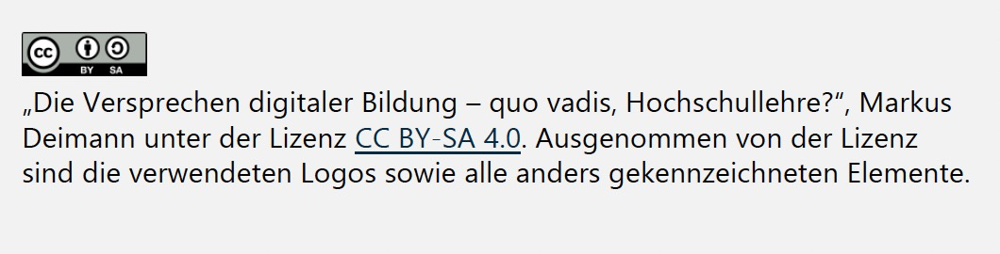 cc BY SA
„Die Versprechen digitaler Bildung – quo vadis, Hochschullehre?“, Markus
Deimann unter der Lizenz CC BY-SA 4.0. Ausgenommen von der Lizenz
sind die verwendeten Logos sowie alle anders gekennzeichneten Elemente.